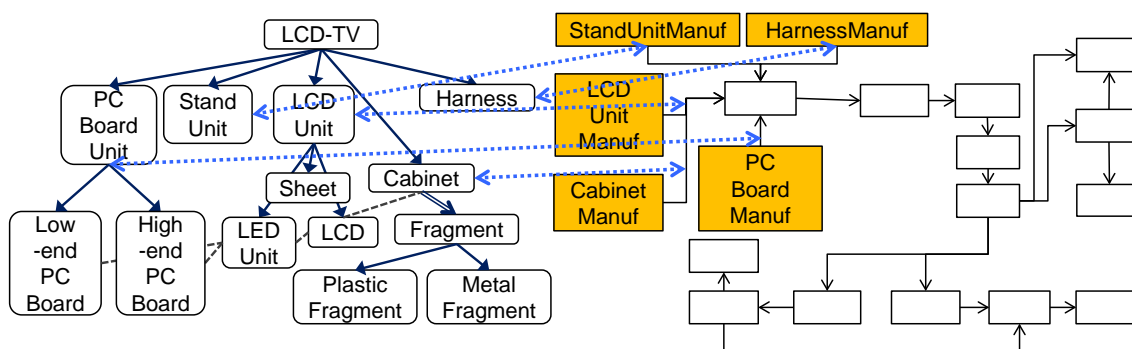 LCD-TV
StandUnitManuf
HarnessManuf
PC
Board
Unit
Stand
Unit
LCD
Unit
Harness
LCD
Unit
Manuf
Sheet
Cabinet
Cabinet
Manuf
PC
Board
Manuf
Low
-end
PC
Board
High
-end
PC
Board
LED
Unit
LCD
Fragment
Plastic
Fragment
Metal
Fragment